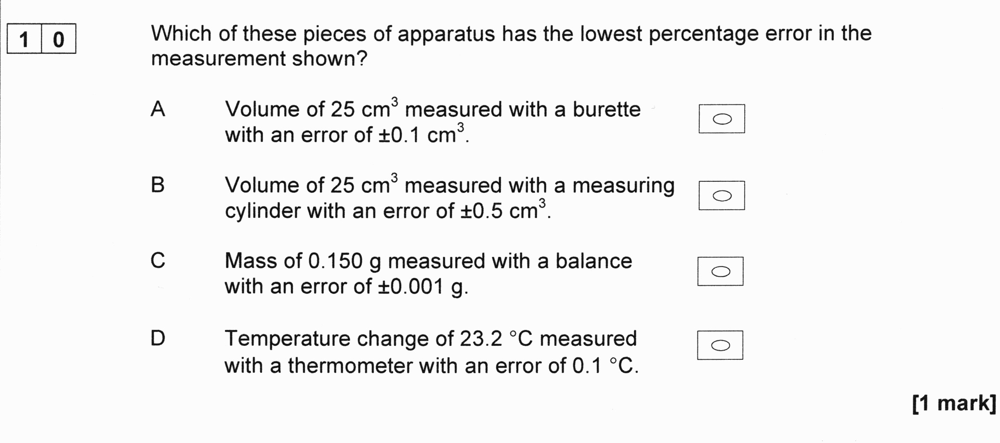 1 0
Which of these pieces of apparatus has the lowest percentage error in the
measurement shown?
A Volume of 25 cm³ measured with a burette
with an error of ±0.1 cm³.
B Volume of 25 cm³ measured with a measuring
cylinder with an error of ±0.5 cm³.
C Mass of 0.150 g measured with a balance
with an error of ±0.001 g.
D Temperature change of 23.2 °C measured
with a thermometer with an error of 0.1 °C.
[1 mark]